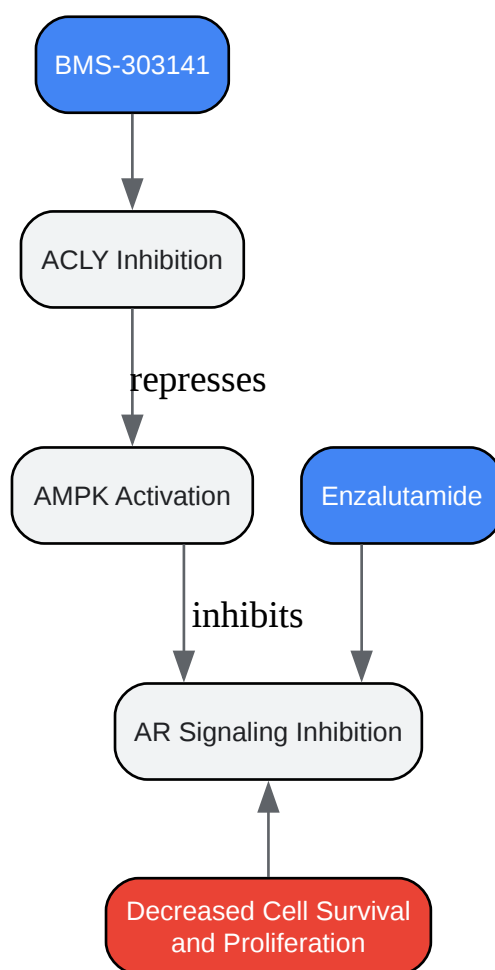 BMS-303141
ACLY Inhibition
represses
AMPK Activation
Enzalutamide
inhibits
AR Signaling Inhibition
Decreased Cell Survival
and Proliferation